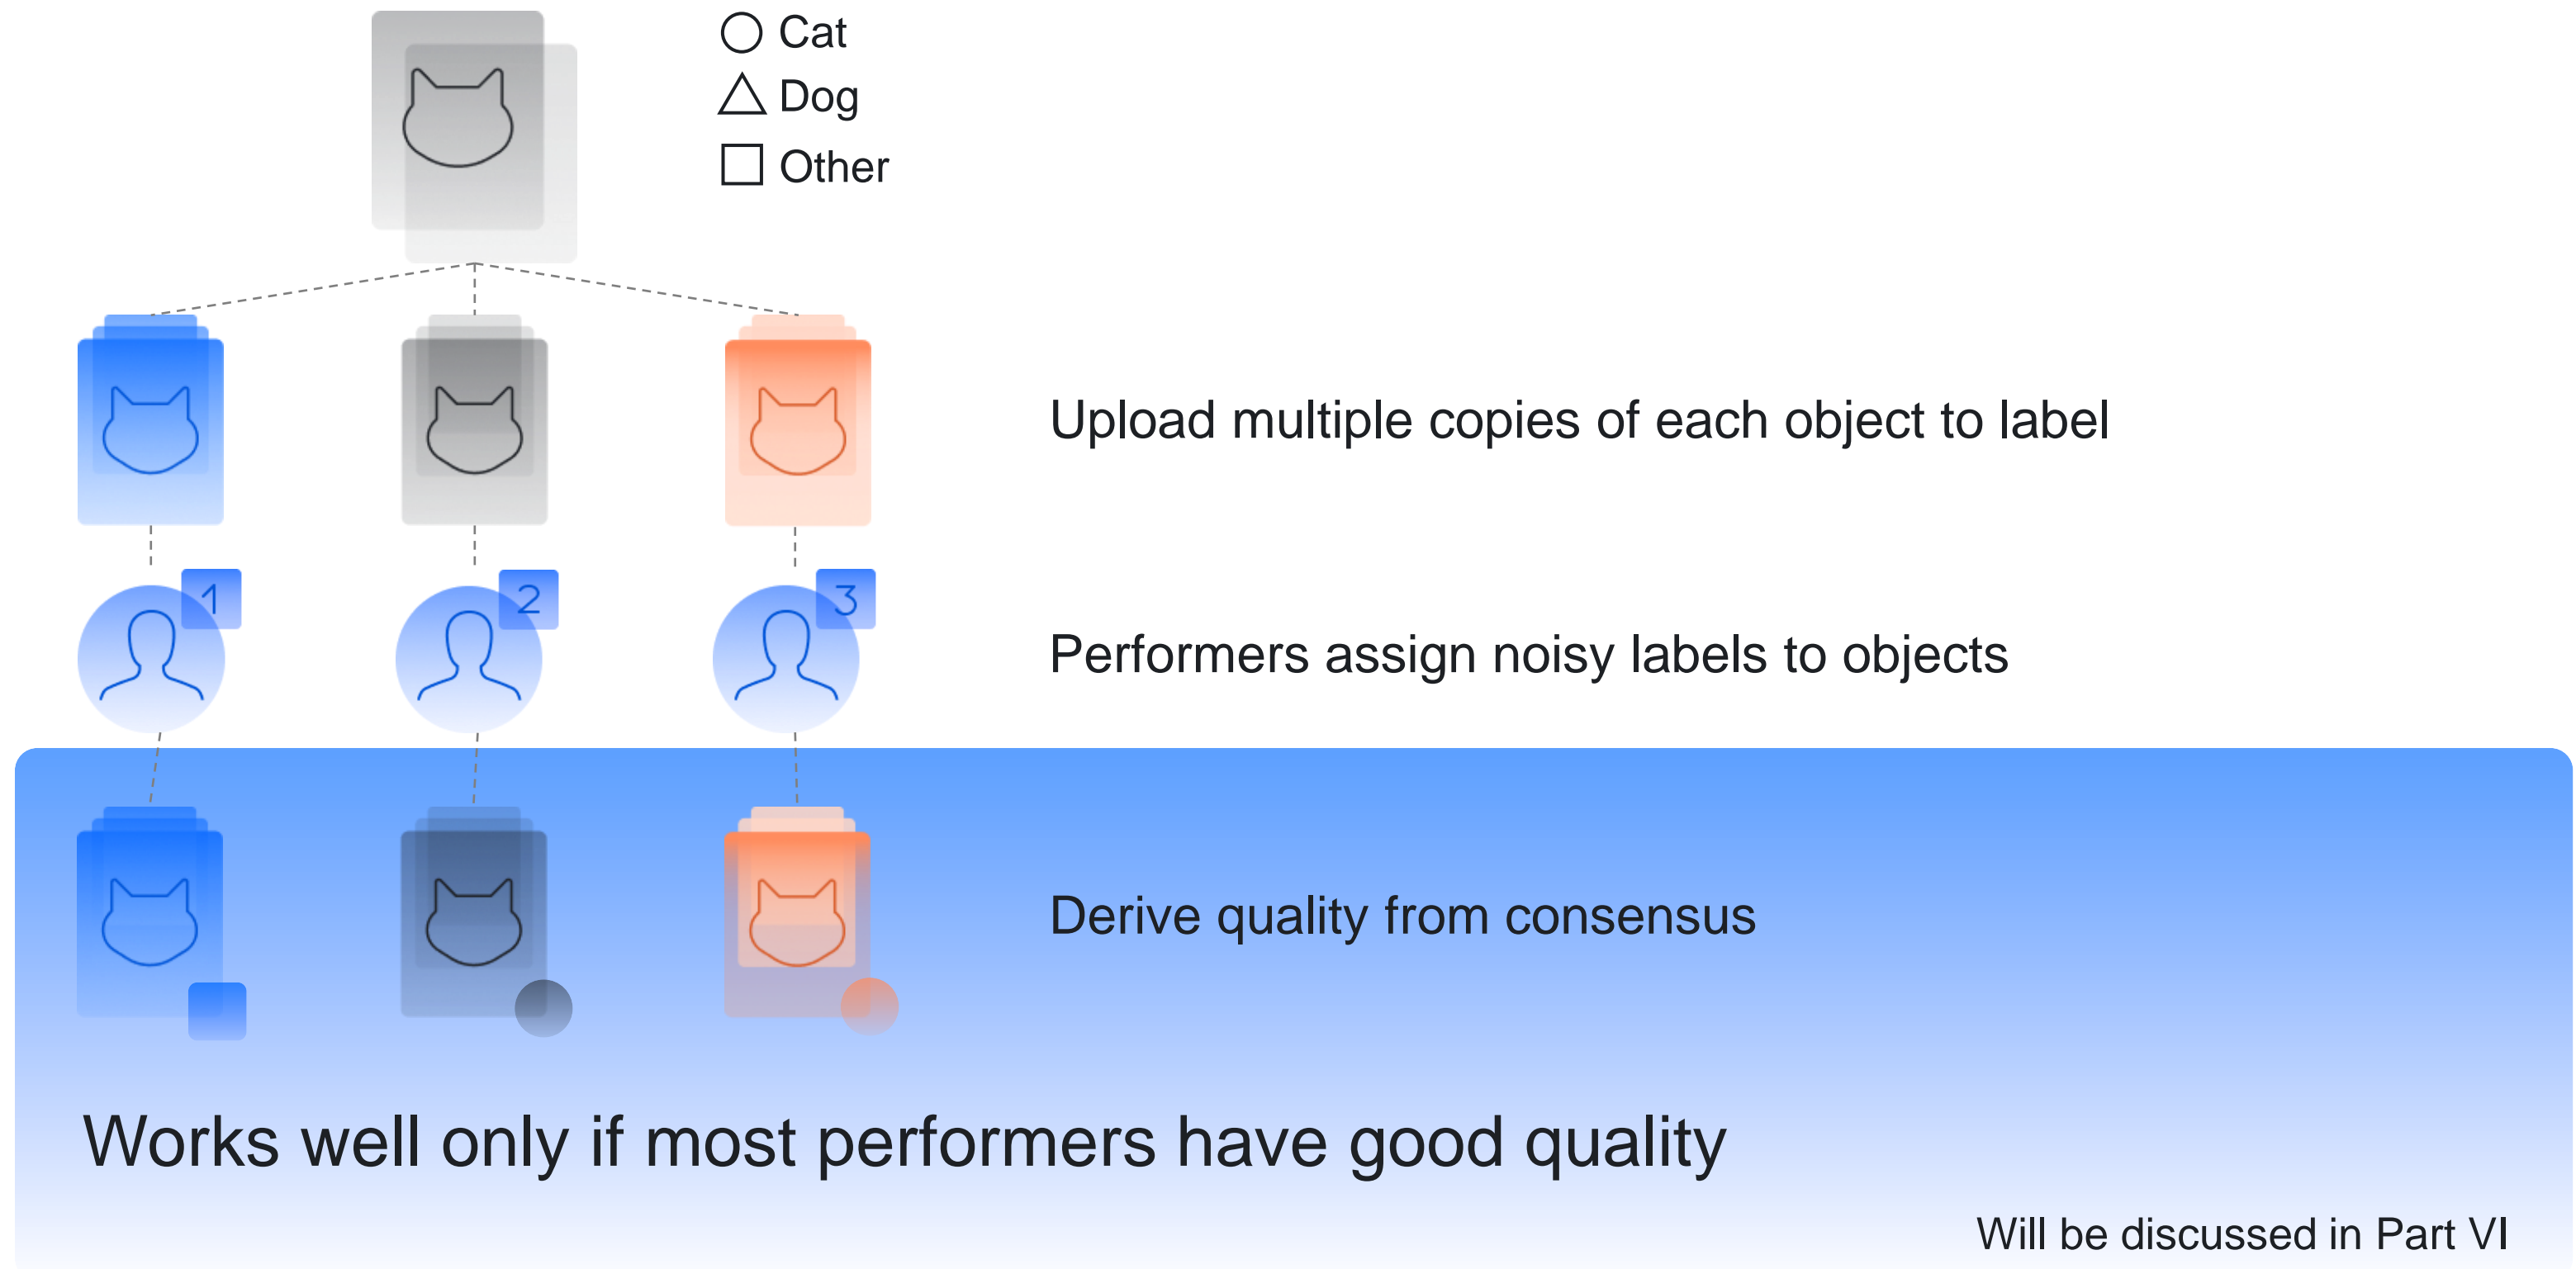 Cat
Dog
Other
Upload multiple copies of each object to label
1
2
3
Performers assign noisy labels to objects
Derive quality from consensus
Works well only if most performers have good quality
Will be discussed in Part VI